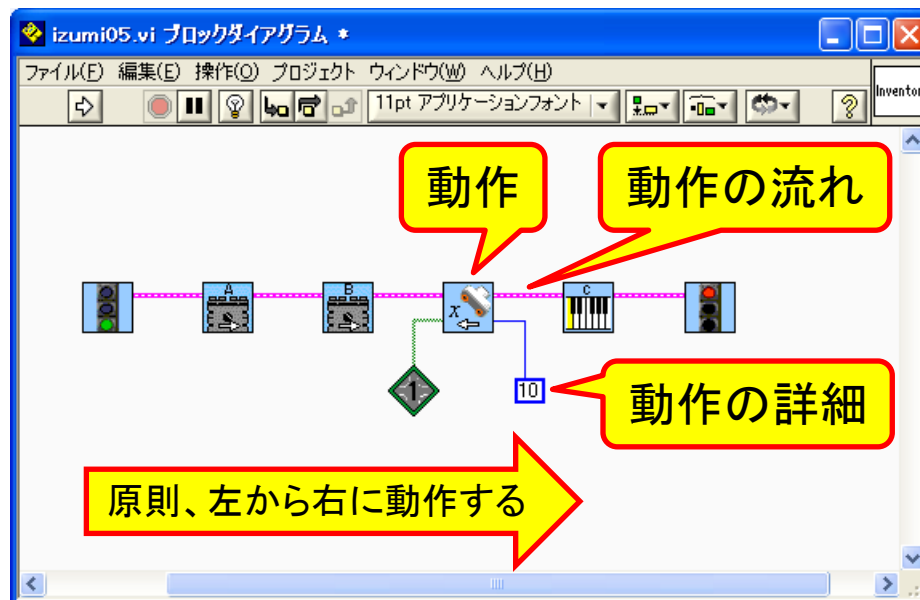 izumi05.vi ブロックダイアグラム *
ファイル(F) 編集(E) 操作(O) プロジェクト ウィンドウ(W) ヘルプ(H)
11pt アプリケーションフォント
Inventor
動作
動作の流れ
A
B
C
x
1
10
動作の詳細
原則、左から右に動作する